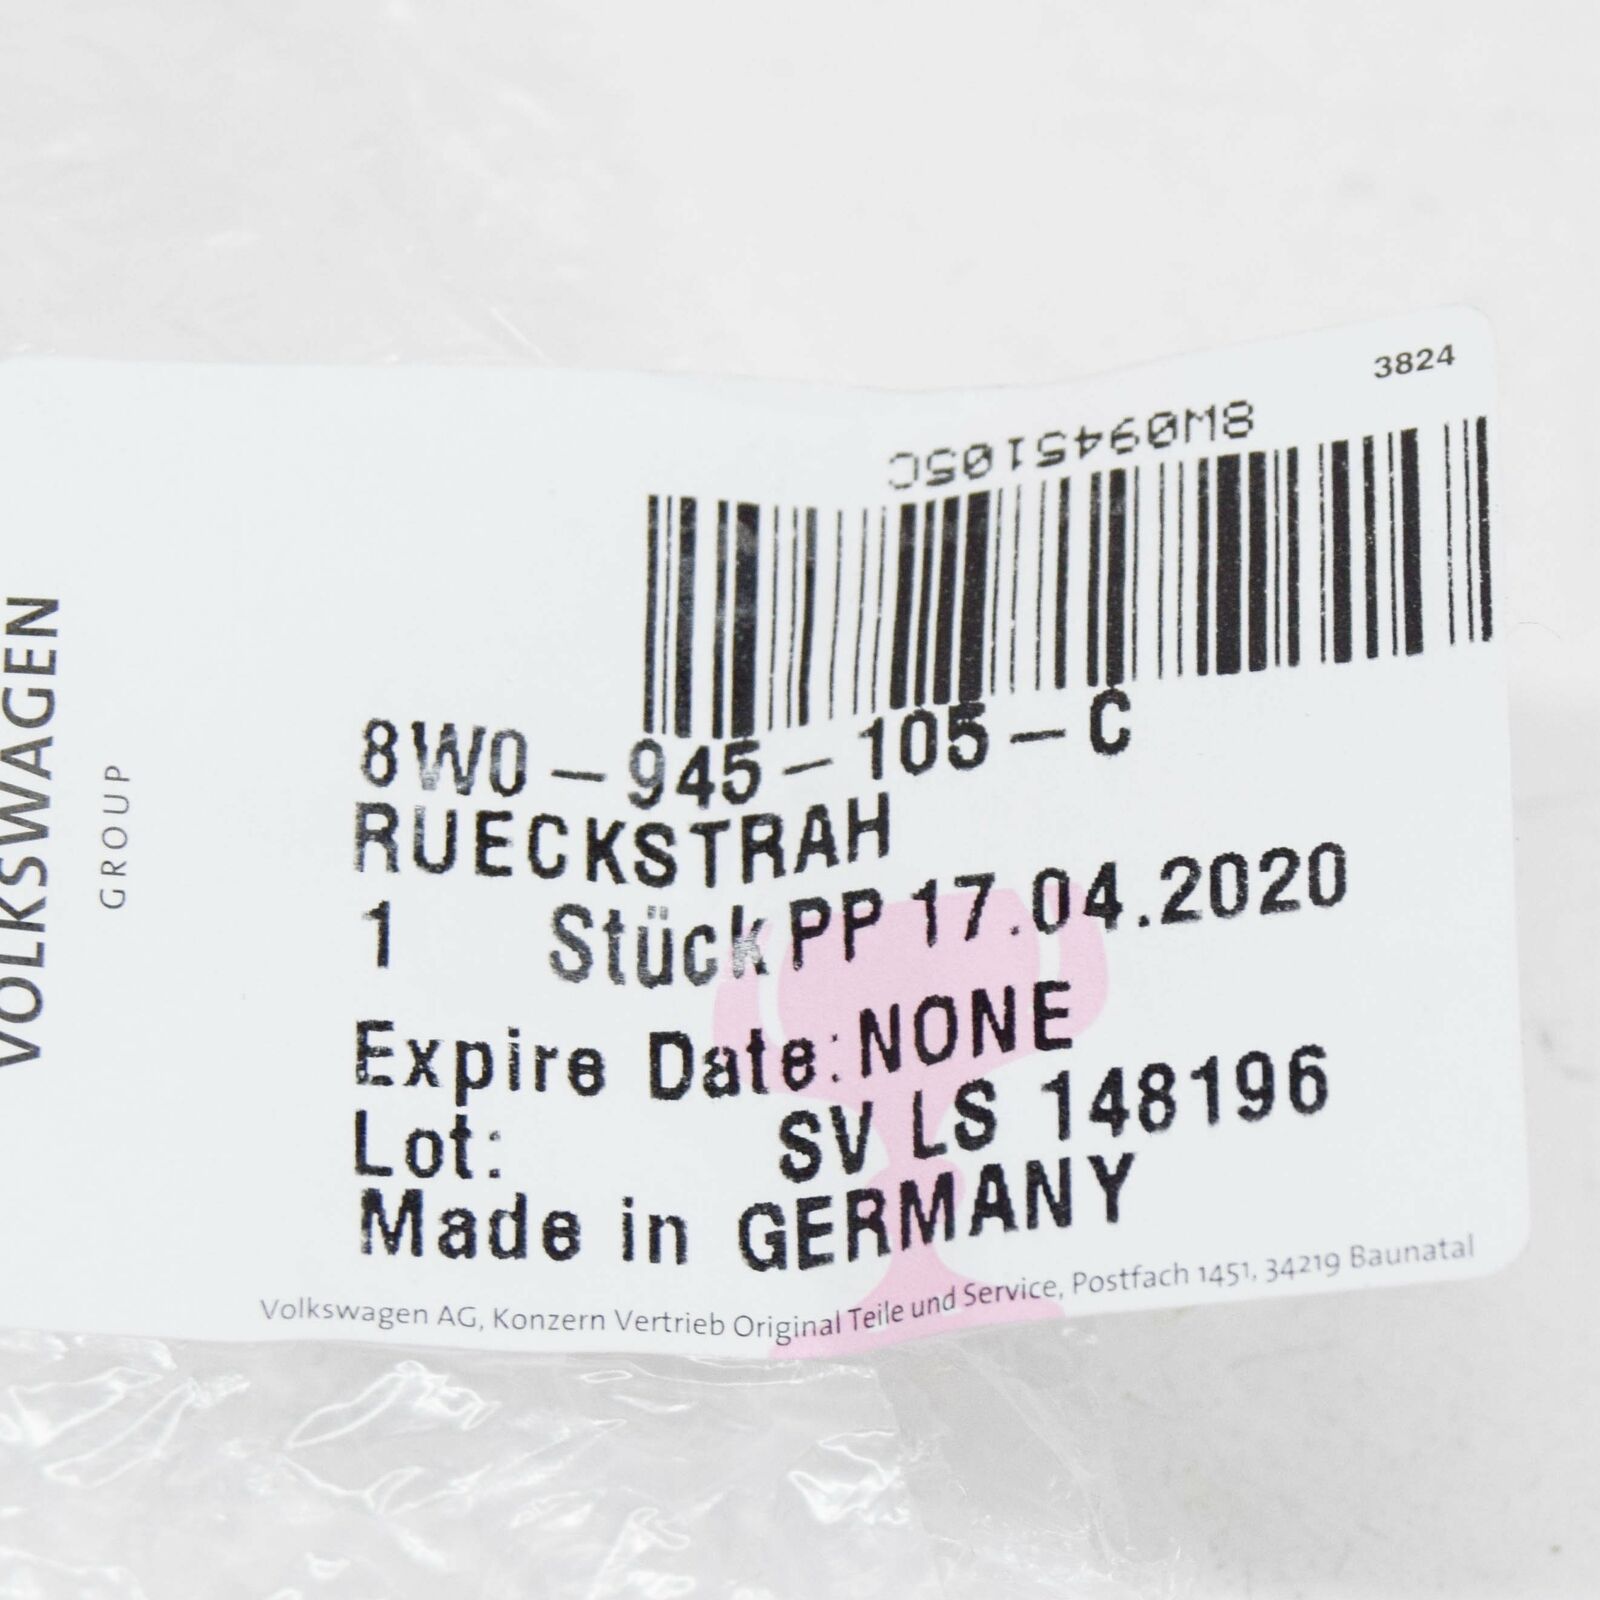 3824
8W0945105C
8W0-945-105-C
RUECKSTRAH
1 Stück PP 17.04.2020
Expire Date: NONE
Lot: SV LS 148196
Made in GERMANY
Volkswagen AG, Konzern Vertrieb Original Teile und Service, Postfach 1451, 34219 Baunatal
VOLKSWAGEN
GROUP